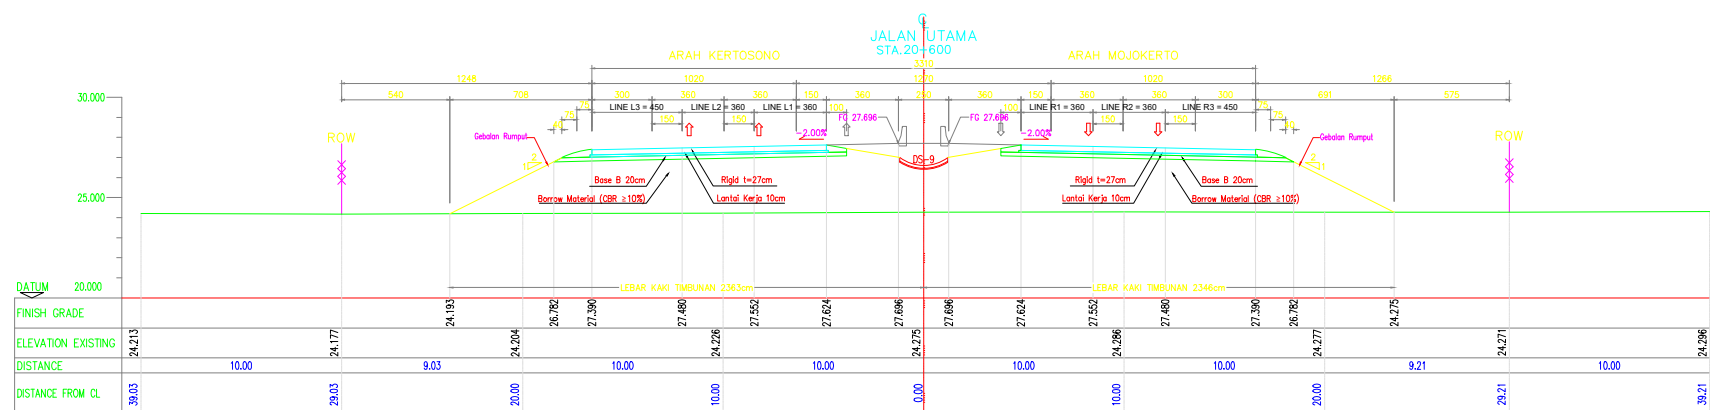 JALAN UTAMA
STA.20-600
ARAH KERTOSONO
ARAH MOJOKERTO
1248 1020 1020 1266
640 709 300 360 360 150 360 250 360 150 360 360 300 691 575
30.000
25.000
LINE L3 = 450 LINE L2 = 360 LINE L1 = 360 100
100 LINE R1 = 360 LINE R2 = 360 LINE R3 = 450
75 75
75 75
150 150 150 150
FG 27.696 FG 27.696
-2.00% -2.00%
ROW ROW
Gebalan Rumput Gebalan Rumput
DS-9
Base B 20cm Rigid t=27cm Rigid t=27cm Base B 20cm
Borrow Material (CBR ≥10%) Lantai Kerja 10cm Lantai Kerja 10cm Borrow Material (CBR ≥10%)
DATUM 20.000
LEBAR KAKI TIMBUNAN 2363cm LEBAR KAKI TIMBUNAN 2346cm
FINISH GRADE 24.193 26.782 27.390 27.480 27.552 27.624 27.696 27.696 27.624 27.552 27.480 27.390 26.782 24.275
ELEVATION EXISTING 24.213 24.177 24.204 24.226 24.275 24.286 24.277 24.271 24.296
DISTANCE 10.00 9.03 10.00 10.00 10.00 10.00 9.21 10.00
DISTANCE FROM CL 39.03 29.03 20.00 10.00 0.00 10.00 20.00 29.21 39.21